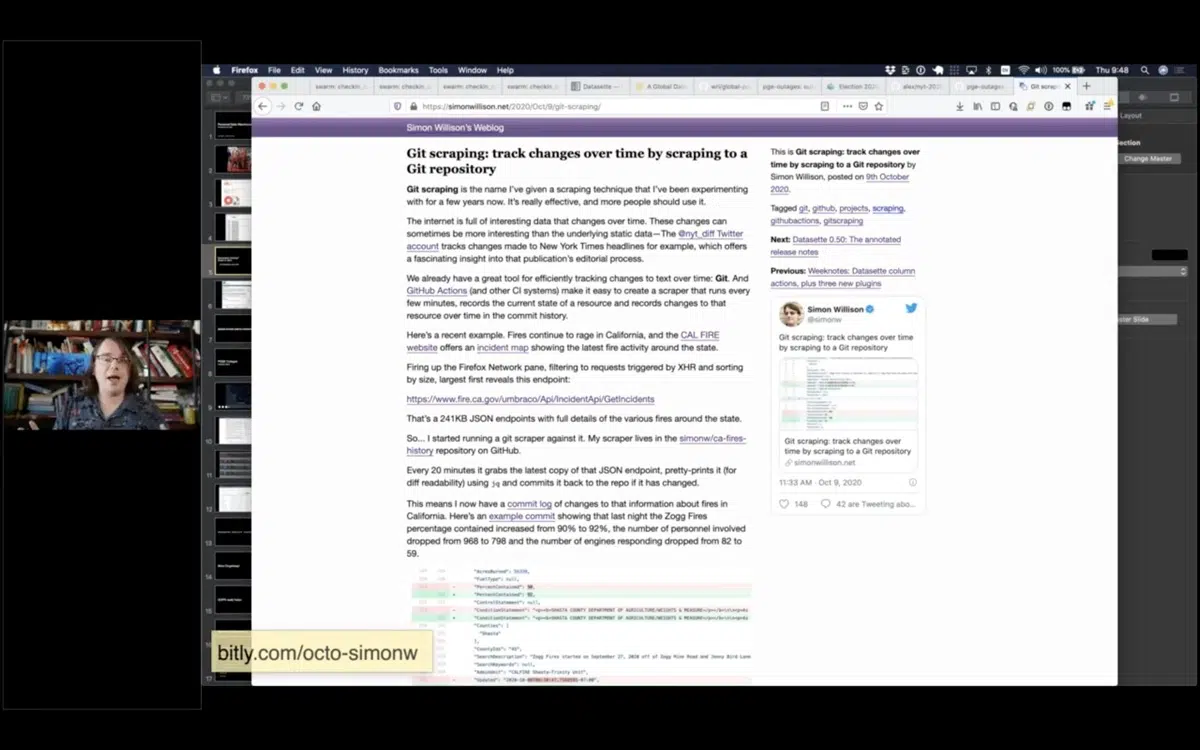 Firefox File Edit View History Bookmarks Tools Window Help 100% Thu 9:48
swarm: checkin_c swarm: checkin_c swarm: checkin_c swarm: checkin_c Datasette — A Global Data wri/global-po pge-outages: su Election 202 alex/nyt-202 pge-outages Git scrap
https://simonwillison.net/2020/Oct/9/git-scraping/
Simon Willison's Weblog
Git scraping: track changes over time by scraping to a
Git repository
Git scraping is the name I've given a scraping technique that I've been experimenting
with for a few years now. It's really effective, and more people should use it.
The internet is full of interesting data that changes over time. These changes can
sometimes be more interesting than the underlying static data—The @nyt_diff Twitter
account tracks changes made to New York Times headlines for example, which offers
a fascinating insight into that publication's editorial process.
We already have a great tool for efficiently tracking changes to text over time: Git. And
GitHub Actions (and other CI systems) make it easy to create a scraper that runs every
few minutes, records the current state of a resource and records changes to that
resource over time in the commit history.
Here's a recent example. Fires continue to rage in California, and the CAL FIRE
website offers an incident map showing the latest fire activity around the state.
Firing up the Firefox Network pane, filtering to requests triggered by XHR and sorting
by size, largest first reveals this endpoint:
https://www.fire.ca.gov/umbraco/Api/IncidentApi/GetIncidents
That's a 241KB JSON endpoints with full details of the various fires around the state.
So... I started running a git scraper against it. My scraper lives in the simonw/ca-fires-
history repository on GitHub.
Every 20 minutes it grabs the latest copy of that JSON endpoint, pretty-prints it (for
diff readability) using jq and commits it back to the repo if it has changed.
This means I now have a commit log of changes to that information about fires in
California. Here's an example commit showing that last night the Zogg Fires
percentage contained increased from 90% to 92%, the number of personnel involved
dropped from 968 to 798 and the number of engines responding dropped from 82 to
59.
"FuelType": null,
"PercentContained": 90,
"PercentContained": 92,
"ControlStatement": null,
"Counties": [
"Shasta"
],
This is Git scraping: track changes over
time by scraping to a Git repository by
Simon Willison, posted on 9th October
2020.
Tagged git, github, projects, scraping,
githubactions, gitscraping
Next: Datasette 0.50: The annotated
release notes
Previous: Weeknotes: Datasette column
actions, plus three new plugins
Simon Willison
@simonw
Git scraping: track changes over time
by scraping to a Git repository
Git scraping: track changes over
time by scraping to a Git repository
simonwillison.net
11:33 AM · Oct 9, 2020
148 42 are Tweeting abo...
Layout
Change Master
bitly.com/octo-simonw